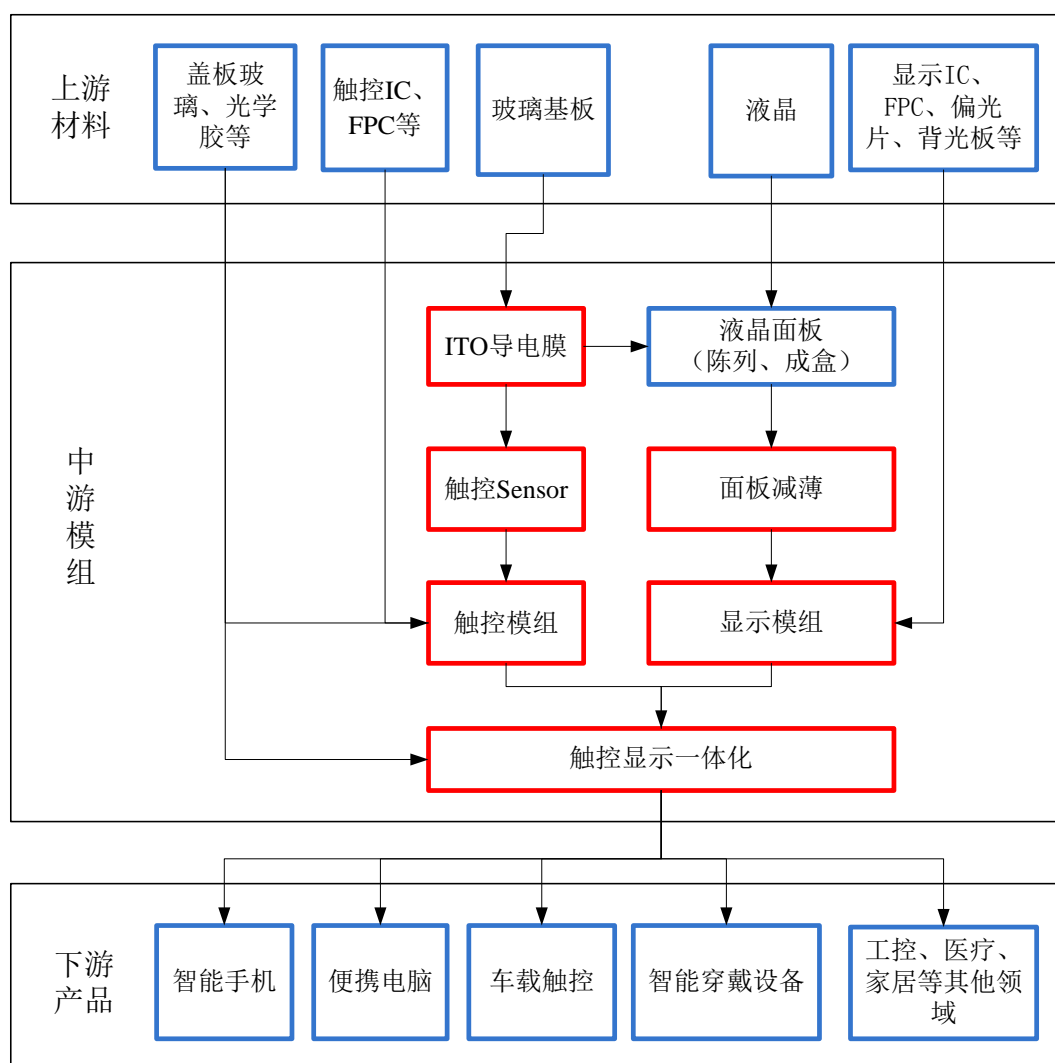 上游
材料
盖板玻
璃、光学
胶等
触控IC、
FPC等
玻璃基板
液晶
显示IC、
FPC、偏光
片、背光板等
中
游
模
组
ITO导电膜
液晶面板
（陈列、成盒）
触控Sensor
面板减薄
触控模组
显示模组
触控显示一体化
下游
产品
智能手机
便携电脑
车载触控
智能穿戴设备
工控、医疗、
家居等其他领
域